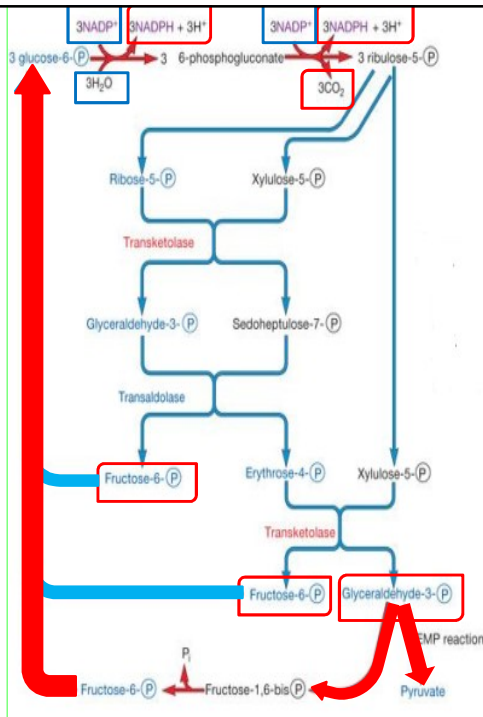 3NADP⁺ 3NADPH + 3H⁺ 3NADP⁺ 3NADPH + 3H⁺
3 glucose-6-Ⓟ 3 6-phosphogluconate 3 ribulose-5-Ⓟ
3H₂O 3CO₂
Ribose-5-Ⓟ Xylulose-5-Ⓟ
Transketolase
Glyceraldehyde-3-Ⓟ Sedoheptulose-7-Ⓟ
Transaldolase
Fructose-6-Ⓟ Erythrose-4-Ⓟ Xylulose-5-Ⓟ
Transketolase
Fructose-6-Ⓟ Glyceraldehyde-3-Ⓟ
EMP reaction
Pᵢ
Fructose-6-Ⓟ Fructose-1,6-bisⓅ Pyruvate